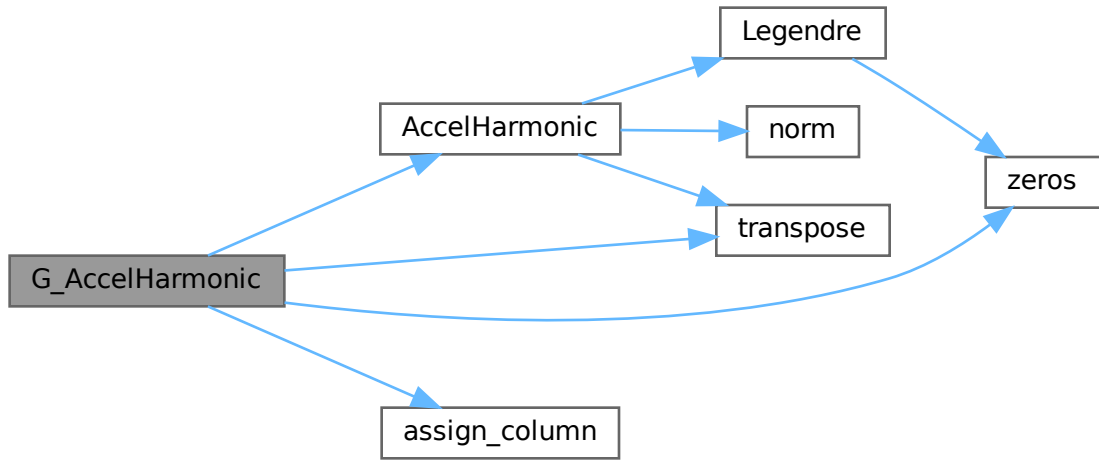 Legendre
AccelHarmonic
norm
zeros
transpose
G_AccelHarmonic
assign_column